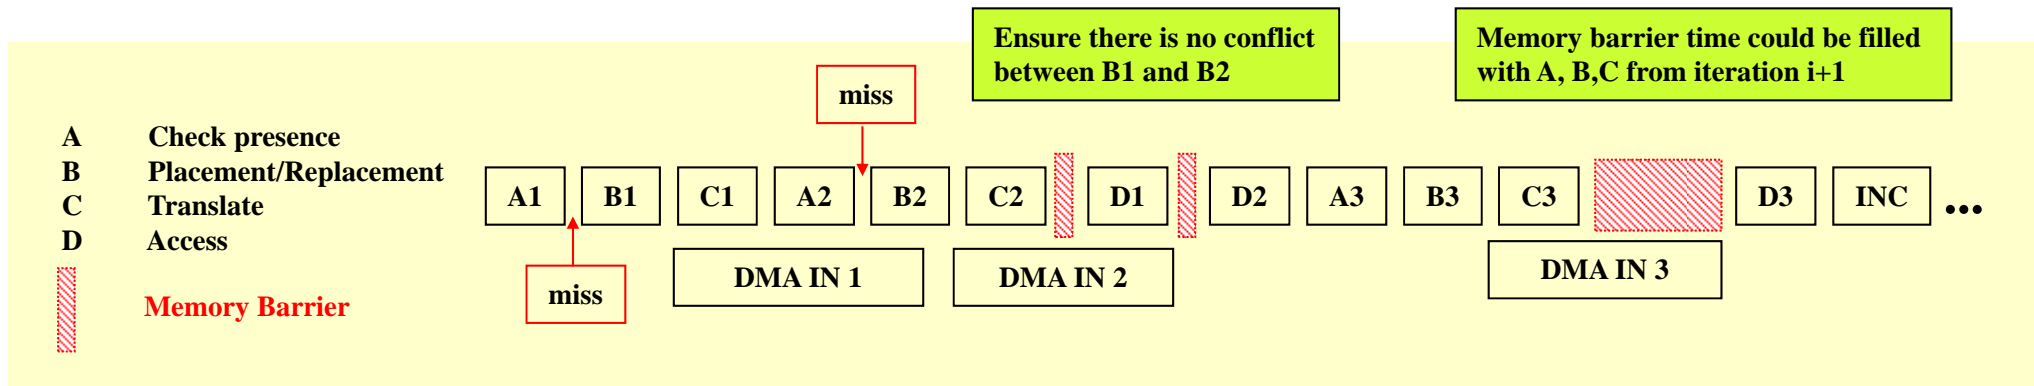 Ensure there is no conflict
between B1 and B2
Memory barrier time could be filled
with A, B,C from iteration i+1
miss
A Check presence
B Placement/Replacement
C Translate
D Access
Memory Barrier
A1 B1 C1 A2 B2 C2 D1 D2 A3 B3 C3 D3 INC ...
miss
DMA IN 1
DMA IN 2
DMA IN 3